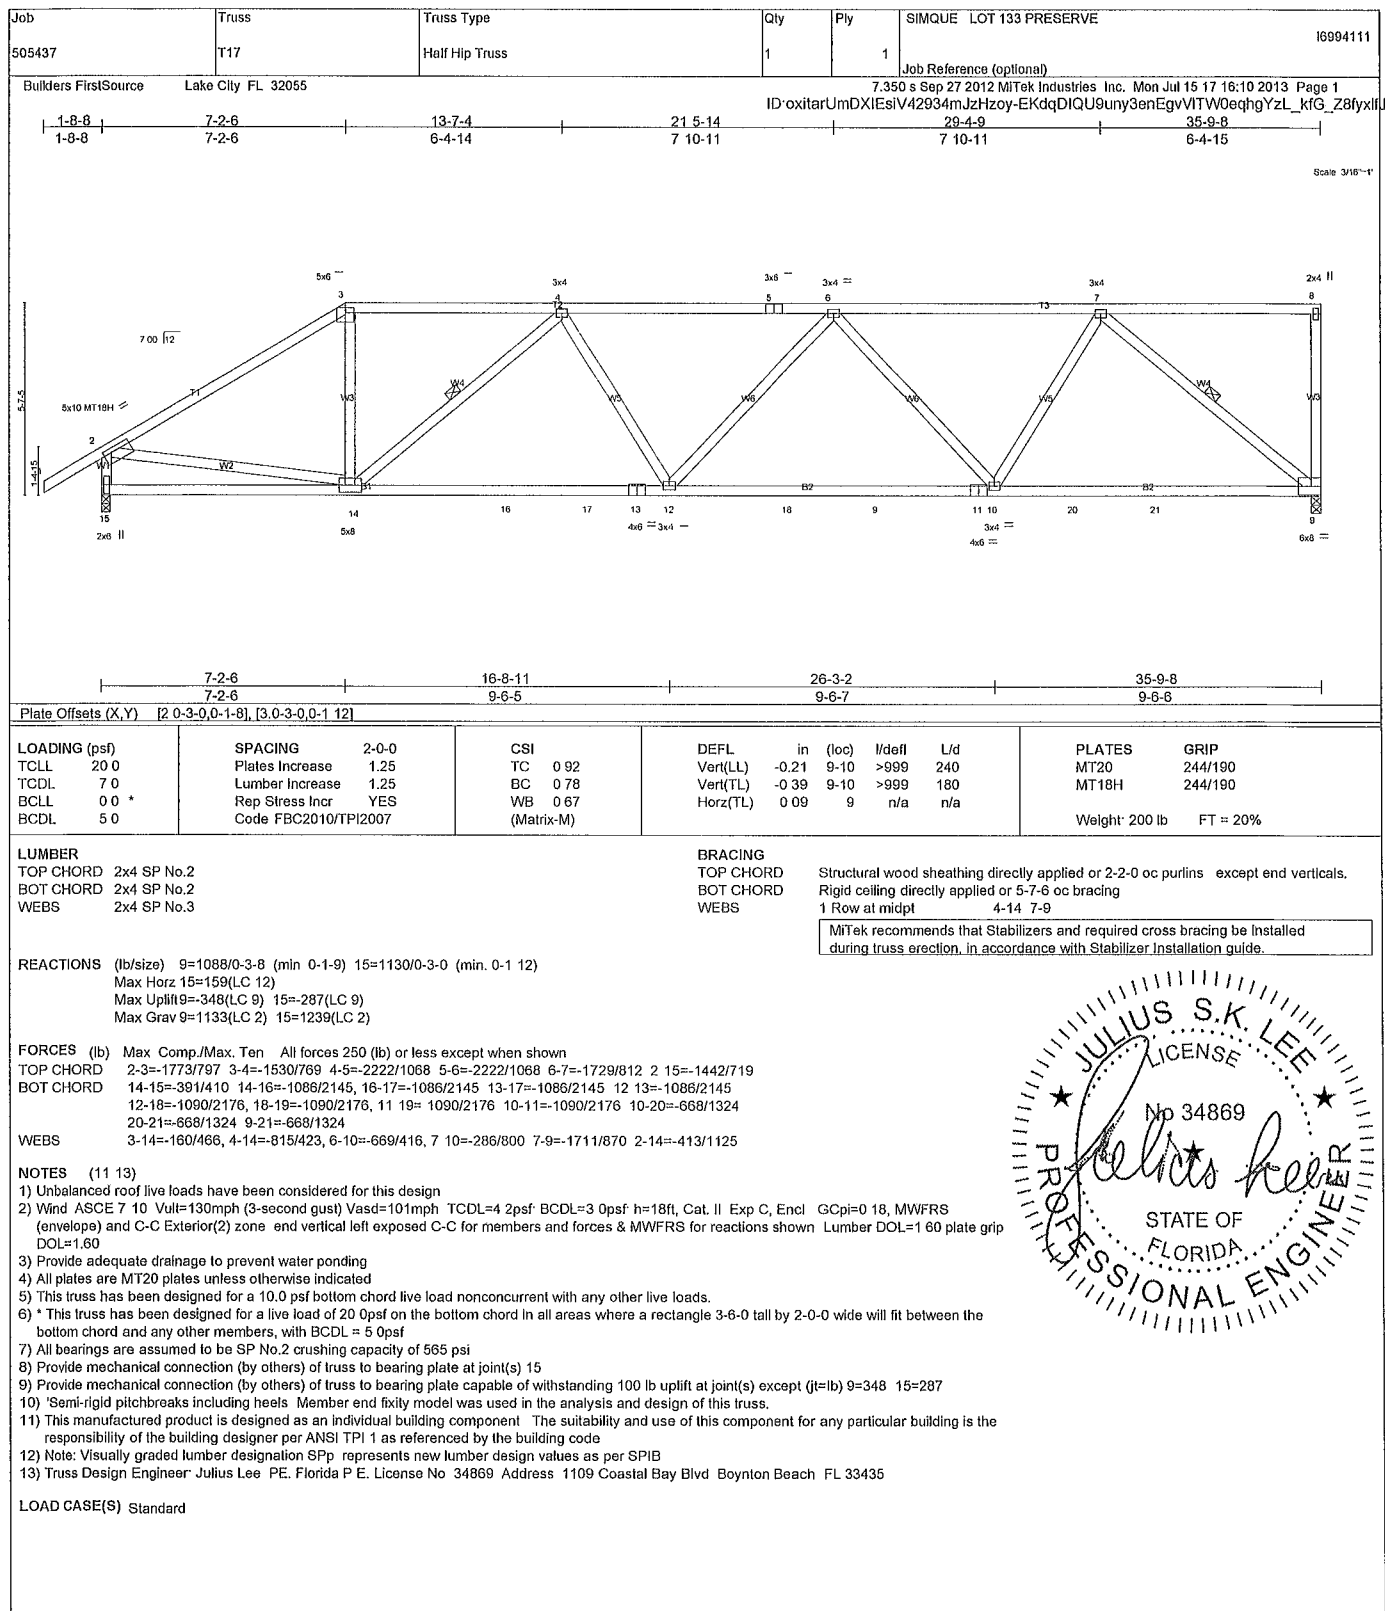 Job Truss Truss Type Qty Ply SIMQUE LOT 133 PRESERVE
I6994111
505437 T17 Half Hip Truss 1 1
Job Reference (optional)
Builders FirstSource Lake City FL 32055 7.350 s Sep 27 2012 MiTek Industries Inc. Mon Jul 15 17 16:10 2013 Page 1
1-8-8 7-2-6 13-7-4 21 5-14 29-4-9 35-9-8
1-8-8 7-2-6 6-4-14 7 10-11 7 10-11 6-4-15
Scale 3/16"~1'
5x6 3x4 3x6 3x4 = 3x4 2x4 II
3 4 5 6 7 8
T2 T3
7 00 12
T1 W4 W4
5-7-5 5x10 MT18H W3 W5 W6 W6 W5 W3
2
1-4-15 W1 W2
B1 B2 B2
15 14 16 17 13 12 18 9 11 10 20 21 9
2x6 II 5x8 4x6 = 3x4 4x6 = 3x4 = 6x8 =
7-2-6 16-8-11 26-3-2 35-9-8
7-2-6 9-6-5 9-6-7 9-6-6
Plate Offsets (X,Y) [2 0-3-0,0-1-8], [3.0-3-0,0-1 12]
LOADING (psf)
TCLL 20 0
TCDL 7 0
BCLL 0 0 *
BCDL 5 0
SPACING 2-0-0
Plates Increase 1.25
Lumber Increase 1.25
Rep Stress Incr YES
Code FBC2010/TPI2007
CSI
TC 0 92
BC 0 78
WB 0 67
(Matrix-M)
DEFL in (loc) l/defl L/d
Vert(LL) -0.21 9-10 >999 240
Vert(TL) -0 39 9-10 >999 180
Horz(TL) 0 09 9 n/a n/a
PLATES GRIP
MT20 244/190
MT18H 244/190
Weight 200 lb FT = 20%
LUMBER
TOP CHORD 2x4 SP No.2
BOT CHORD 2x4 SP No.2
WEBS 2x4 SP No.3
BRACING
TOP CHORD Structural wood sheathing directly applied or 2-2-0 oc purlins except end verticals.
BOT CHORD Rigid ceiling directly applied or 5-7-6 oc bracing
WEBS 1 Row at midpt 4-14 7-9
MiTek recommends that Stabilizers and required cross bracing be installed
during truss erection, in accordance with Stabilizer Installation guide.
REACTIONS (lb/size) 9=1088/0-3-8 (min 0-1-9) 15=1130/0-3-0 (min. 0-1 12)
Max Horz 15=159(LC 12)
Max Uplift9=-348(LC 9) 15=-287(LC 9)
Max Grav 9=1133(LC 2) 15=1239(LC 2)
FORCES (lb) Max Comp./Max. Ten All forces 250 (lb) or less except when shown
TOP CHORD 2-3=-1773/797 3-4=-1530/769 4-5=-2222/1068 5-6=-2222/1068 6-7=-1729/812 2 15=-1442/719
BOT CHORD 14-15=-391/410 14-16=-1086/2145, 16-17=-1086/2145 13-17=-1086/2145 12 13=-1086/2145
12-18=-1090/2176, 18-19=-1090/2176, 11 19= 1090/2176 10-11=-1090/2176 10-20=-668/1324
20-21=-668/1324 9-21=-668/1324
WEBS 3-14=-160/466, 4-14=-815/423, 6-10=-669/416, 7 10=-286/800 7-9=-1711/870 2-14=-413/1125
NOTES (11 13)
1) Unbalanced roof live loads have been considered for this design
2) Wind ASCE 7 10 Vult=130mph (3-second gust) Vasd=101mph TCDL=4 2psf BCDL=3 0psf h=18ft, Cat. II Exp C, Encl GCpi=0 18, MWFRS
(envelope) and C-C Exterior(2) zone end vertical left exposed C-C for members and forces & MWFRS for reactions shown Lumber DOL=1 60 plate grip
DOL=1.60
3) Provide adequate drainage to prevent water ponding
4) All plates are MT20 plates unless otherwise indicated
5) This truss has been designed for a 10.0 psf bottom chord live load nonconcurrent with any other live loads.
6) * This truss has been designed for a live load of 20 0psf on the bottom chord in all areas where a rectangle 3-6-0 tall by 2-0-0 wide will fit between the
bottom chord and any other members, with BCDL = 5 0psf
7) All bearings are assumed to be SP No.2 crushing capacity of 565 psi
8) Provide mechanical connection (by others) of truss to bearing plate at joint(s) 15
9) Provide mechanical connection (by others) of truss to bearing plate capable of withstanding 100 lb uplift at joint(s) except (jt=lb) 9=348 15=287
10) 'Semi-rigid pitchbreaks including heels Member end fixity model was used in the analysis and design of this truss.
11) This manufactured product is designed as an individual building component The suitability and use of this component for any particular building is the
responsibility of the building designer per ANSI TPI 1 as referenced by the building code
12) Note: Visually graded lumber designation SPp represents new lumber design values as per SPIB
13) Truss Design Engineer Julius Lee PE. Florida P E. License No 34869 Address 1109 Coastal Bay Blvd Boynton Beach FL 33435
LOAD CASE(S) Standard
JULIUS S.K. LEE
LICENSE
No 34869
Julius Lee
STATE OF
FLORIDA
PROFESSIONAL ENGINEER